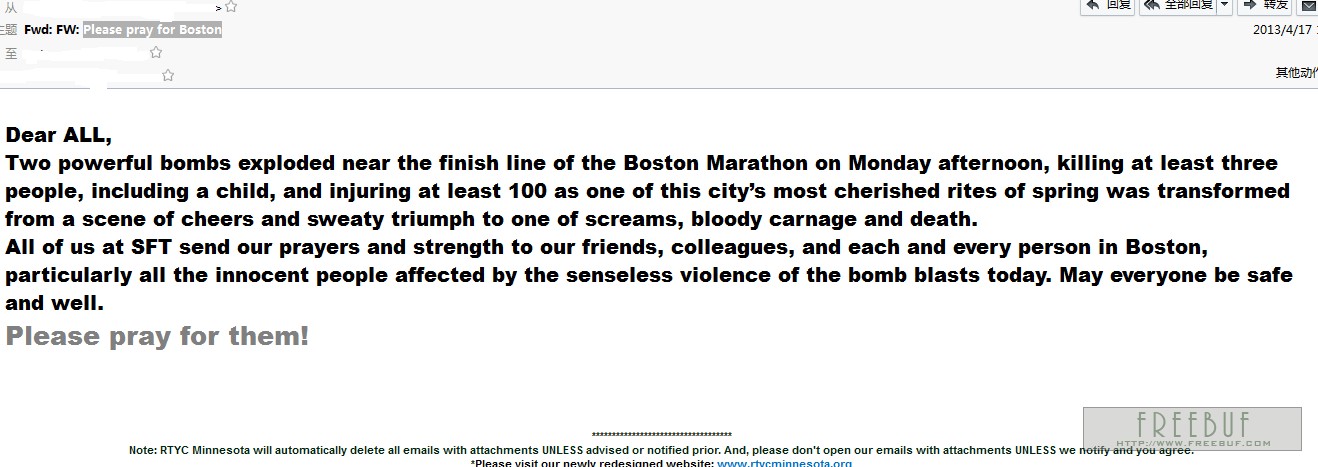 从 >
主题 Fwd: FW: Please pray for Boston
至
回复 全部回复 转发
2013/4/17
其他动作
Dear ALL,
Two powerful bombs exploded near the finish line of the Boston Marathon on Monday afternoon, killing at least three
people, including a child, and injuring at least 100 as one of this city’s most cherished rites of spring was transformed
from a scene of cheers and sweaty triumph to one of screams, bloody carnage and death.
All of us at SFT send our prayers and strength to our friends, colleagues, and each and every person in Boston,
particularly all the innocent people affected by the senseless violence of the bomb blasts today. May everyone be safe
and well.
Please pray for them!
FREEBUF
HTTP://WWW.FREEBUF.COM
***********************************
Note: RTYC Minnesota will automatically delete all emails with attachments UNLESS advised or notified prior. And, please don't open our emails with attachments UNLESS we notify and you agree.
*Please visit our newly redesigned website: www.rtycminnesota.org